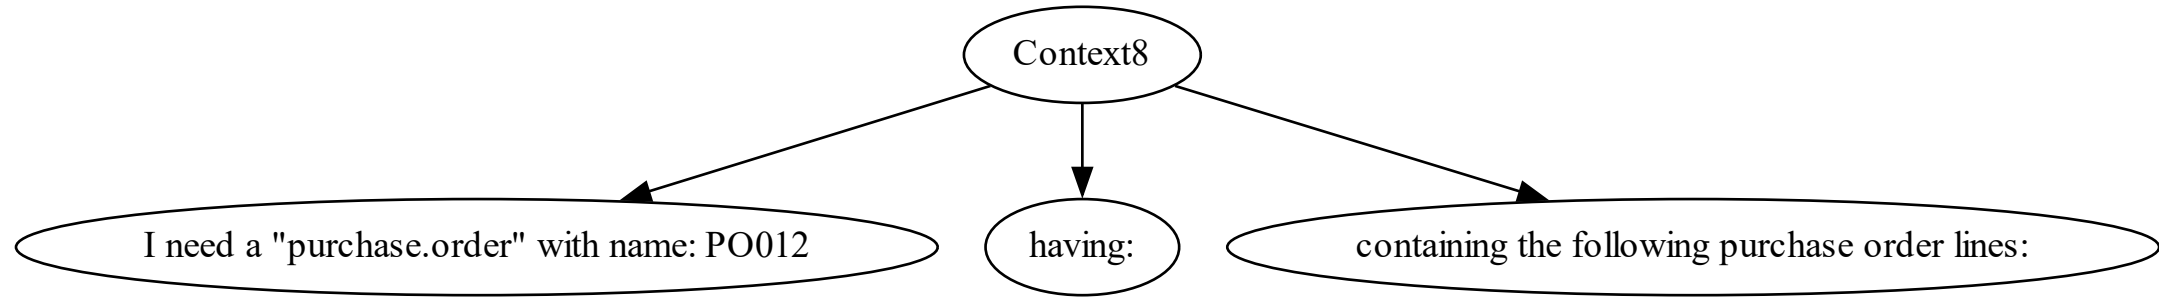 Context8
I need a "purchase.order" with name: PO012
having:
containing the following purchase order lines: